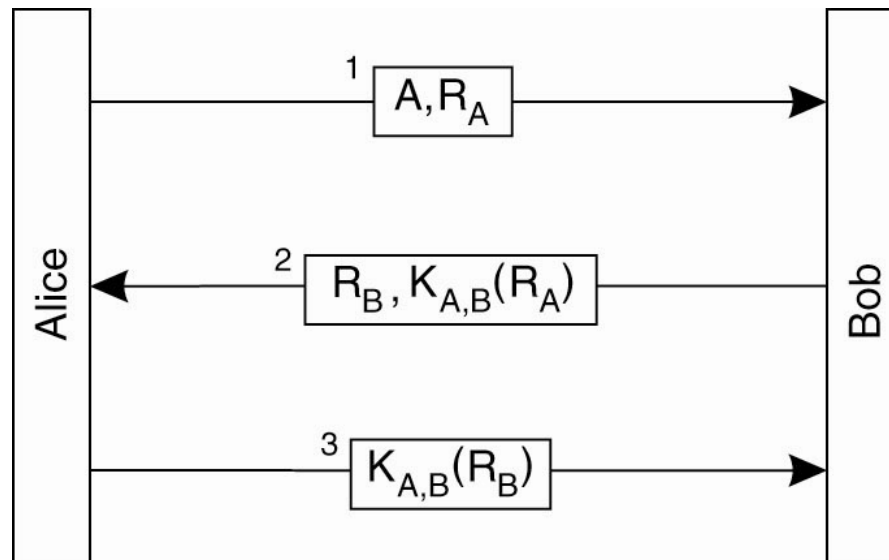 Alice
1
A,R_A
2
R_B,K_A,B(R_A)
3
K_A,B(R_B)
Bob